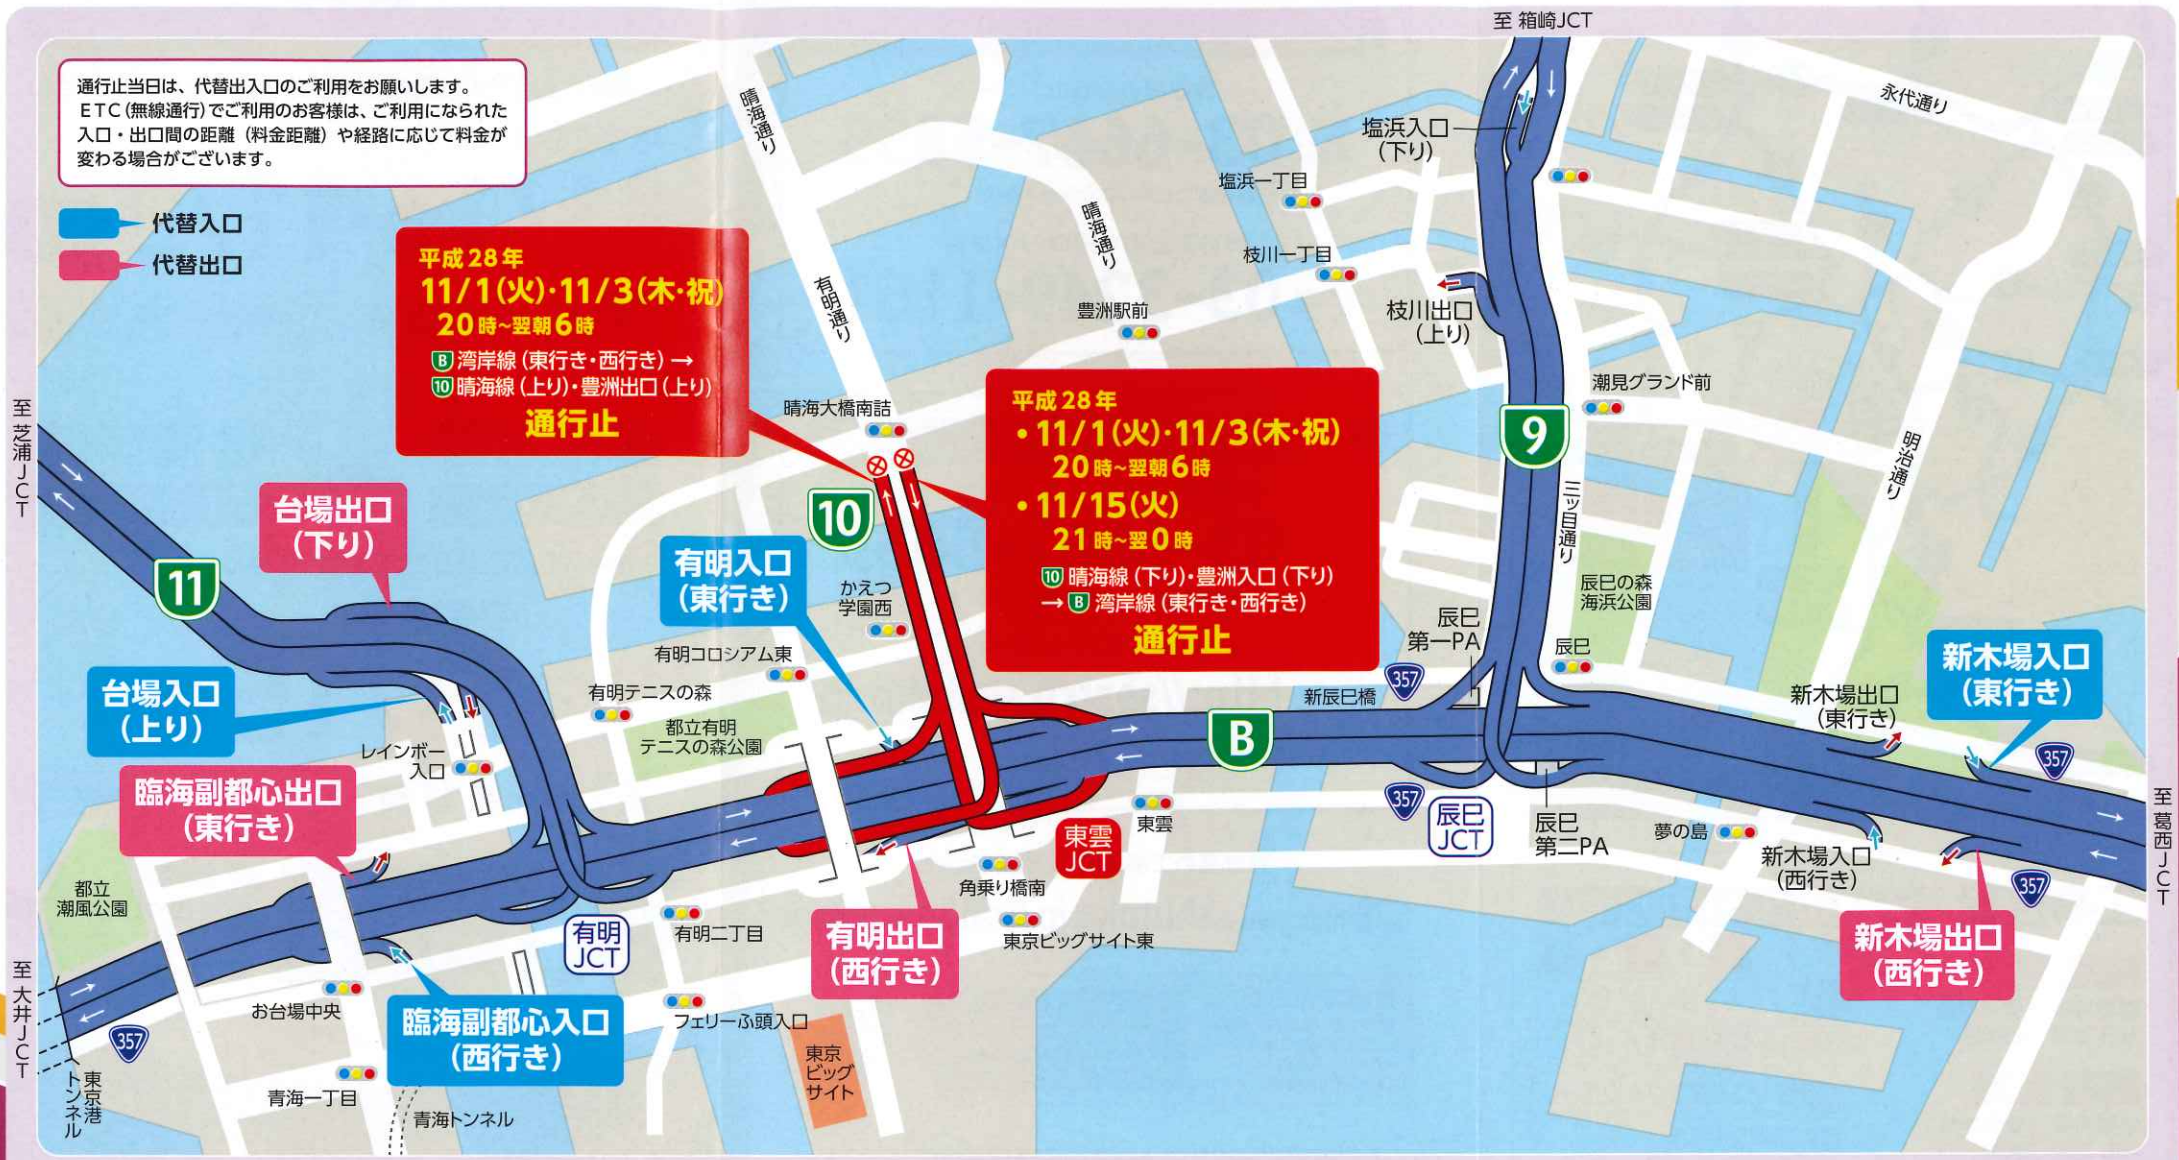 至 箱崎JCT
通行止当日は、代替出入口のご利用をお願いします。
ETC(無線通行)でご利用のお客様は、ご利用になられた
入口・出口間の距離(料金距離)や経路に応じて料金が
変わる場合がございます。
代替入口
代替出口
晴海通り
永代通り
塩浜入口
(下り)
塩浜一丁目
晴海通り
枝川一丁目
有明通り
平成28年
11/1(火)・11/3(木・祝)
20時~翌朝6時
B 湾岸線(東行き・西行き)→
10 晴海線(上り)・豊洲出口(上り)
通行止
豊洲駅前
枝川出口
(上り)
潮見グランド前
晴海大橋南詰
平成28年
・11/1(火)・11/3(木・祝)
20時~翌朝6時
・11/15(火)
21時~翌0時
10 晴海線(下り)・豊洲入口(下り)
→ B 湾岸線(東行き・西行き)
通行止
9
明治通り
三ッ目通り
至 芝浦JCT
10
台場出口
(下り)
11
有明入口
(東行き)
かえつ
学園西
辰巳の森
海浜公園
辰巳
第一PA
辰巳
有明コロシアム東
有明テニスの森
都立有明
テニスの森公園
新辰巳橋
357
B
新木場出口
(東行き)
新木場入口
(東行き)
357
台場入口
(上り)
レインボー
入口
臨海副都心出口
(東行き)
東雲
東雲
JCT
357
辰巳
JCT
辰巳
第二PA
夢の島
新木場入口
(西行き)
357
至 葛西JCT
新木場出口
(西行き)
都立
潮風公園
角乗り橋南
有明
JCT
有明二丁目
有明出口
(西行き)
東京ビッグサイト東
至 大井JCT
お台場中央
臨海副都心入口
(西行き)
フェリーふ頭入口
357
東京
ビッグ
サイト
東京港
トンネル
青海一丁目
青海トンネル